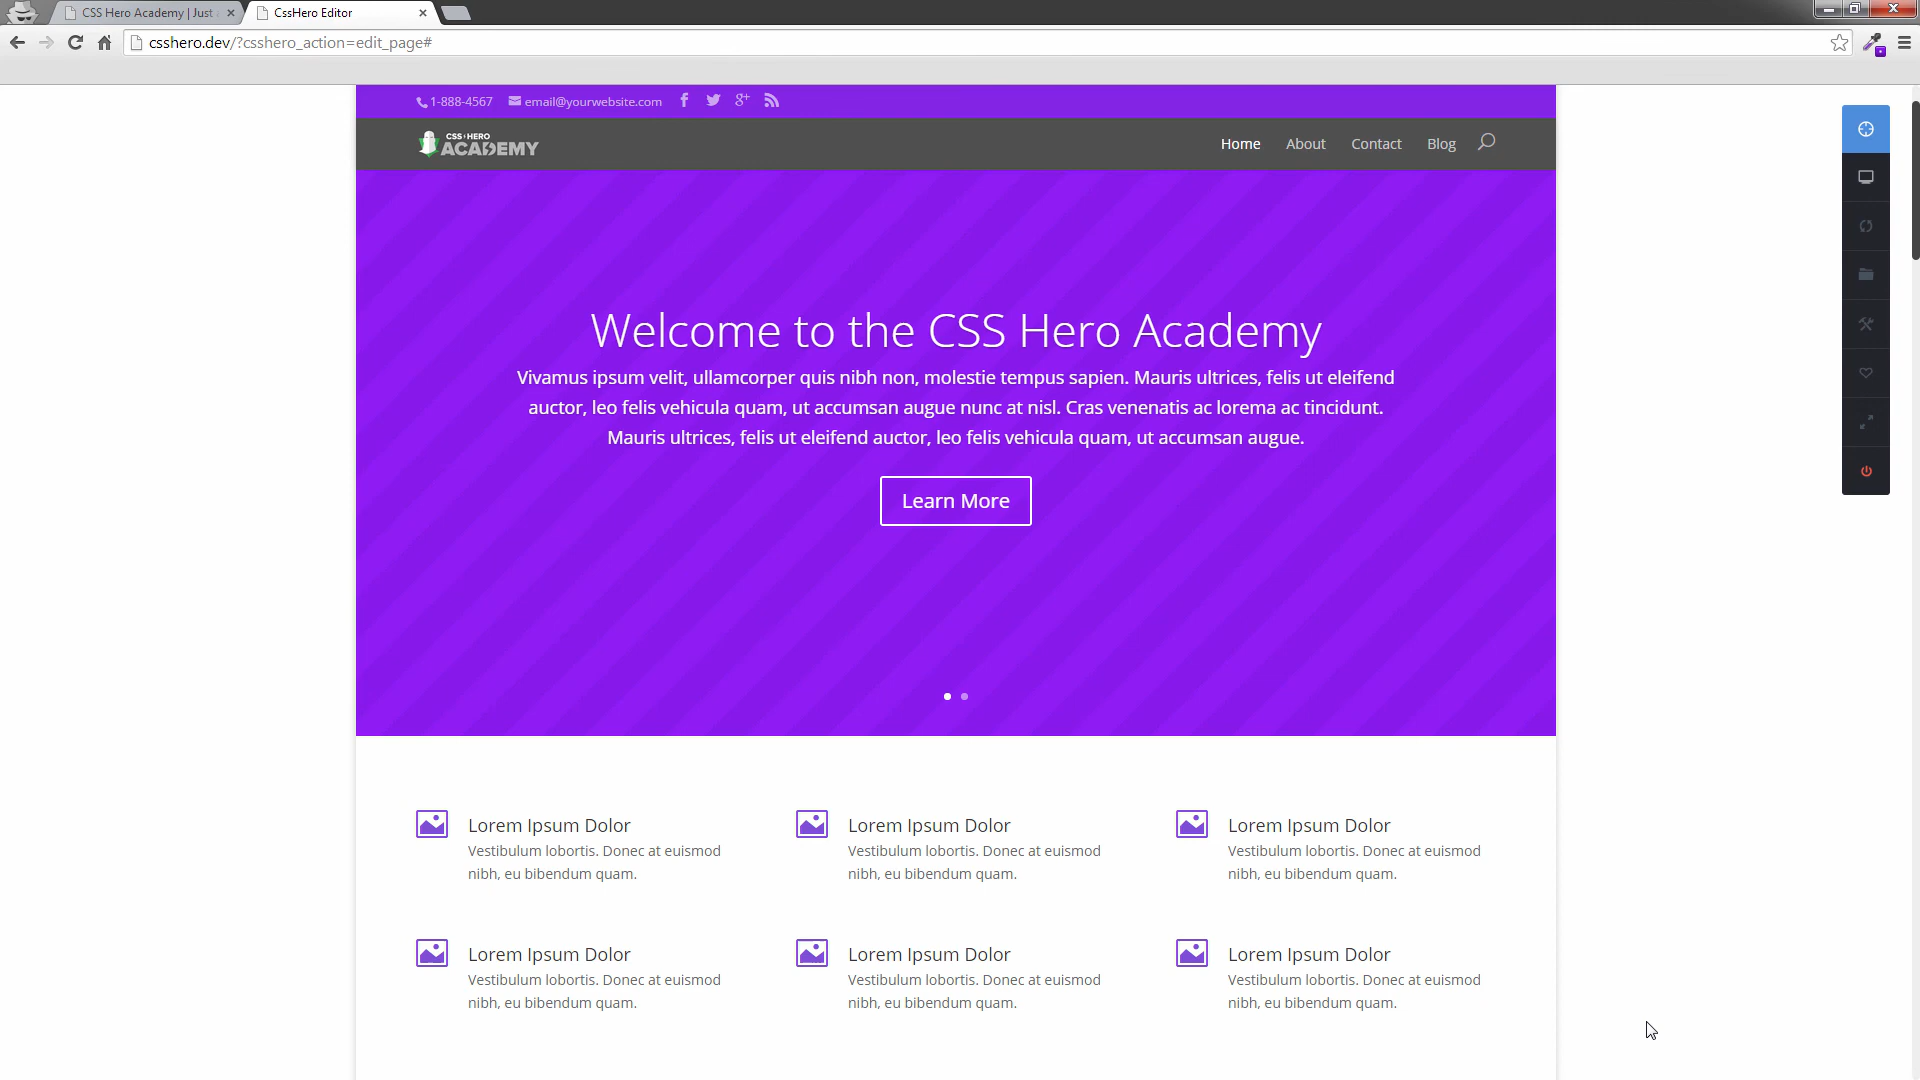 CSS Hero Academy | Just
CssHero Editor
csshero.dev/?csshero_action=edit_page#
1-888-4567 email@yourwebsite.com
CSS HERO
ACADEMY
Home About Contact Blog
Welcome to the CSS Hero Academy
Vivamus ipsum velit, ullamcorper quis nibh non, molestie tempus sapien. Mauris ultrices, felis ut eleifend
auctor, leo felis vehicula quam, ut accumsan augue nunc at nisl. Cras venenatis ac lorema ac tincidunt.
Mauris ultrices, felis ut eleifend auctor, leo felis vehicula quam, ut accumsan augue.
Learn More
Lorem Ipsum Dolor
Vestibulum lobortis. Donec at euismod
nibh, eu bibendum quam.
Lorem Ipsum Dolor
Vestibulum lobortis. Donec at euismod
nibh, eu bibendum quam.
Lorem Ipsum Dolor
Vestibulum lobortis. Donec at euismod
nibh, eu bibendum quam.
Lorem Ipsum Dolor
Vestibulum lobortis. Donec at euismod
nibh, eu bibendum quam.
Lorem Ipsum Dolor
Vestibulum lobortis. Donec at euismod
nibh, eu bibendum quam.
Lorem Ipsum Dolor
Vestibulum lobortis. Donec at euismod
nibh, eu bibendum quam.